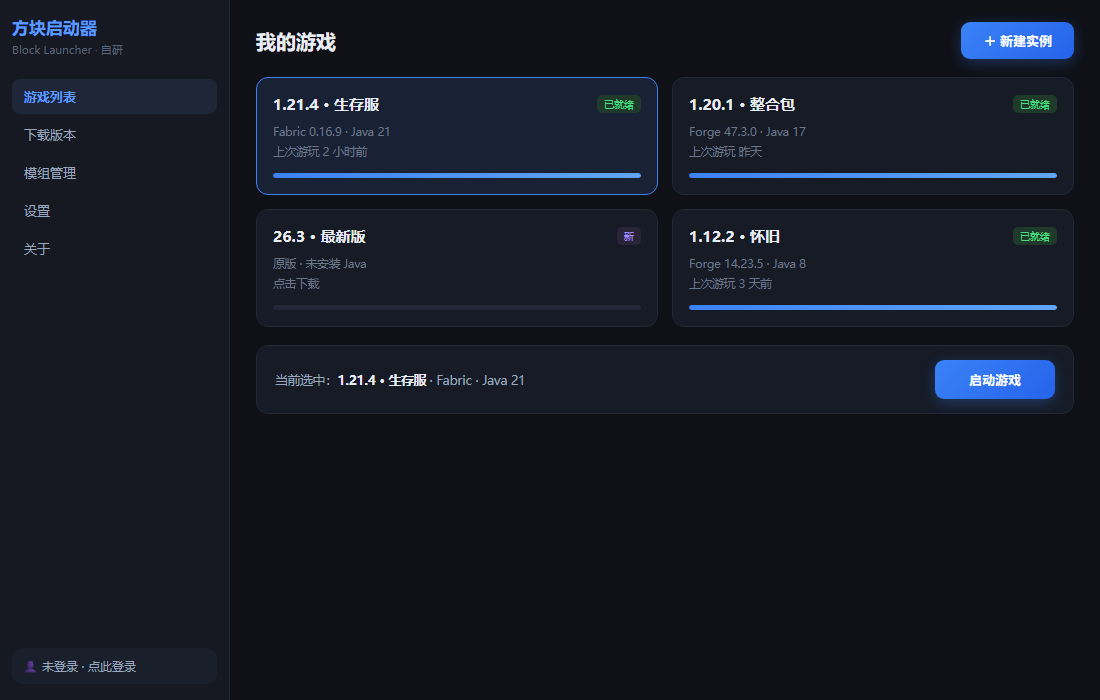 方块启动器
Block Launcher · 自研
游戏列表
下载版本
模组管理
设置
关于
未登录 · 点此登录
我的游戏
+ 新建实例
1.21.4 • 生存服
已就绪
Fabric 0.16.9 · Java 21
上次游玩 2 小时前
1.20.1 • 整合包
已就绪
Forge 47.3.0 · Java 17
上次游玩 昨天
26.3 • 最新版
新
原版 · 未安装 Java
点击下载
1.12.2 • 怀旧
已就绪
Forge 14.23.5 · Java 8
上次游玩 3 天前
当前选中: 1.21.4 • 生存服 · Fabric · Java 21
启动游戏